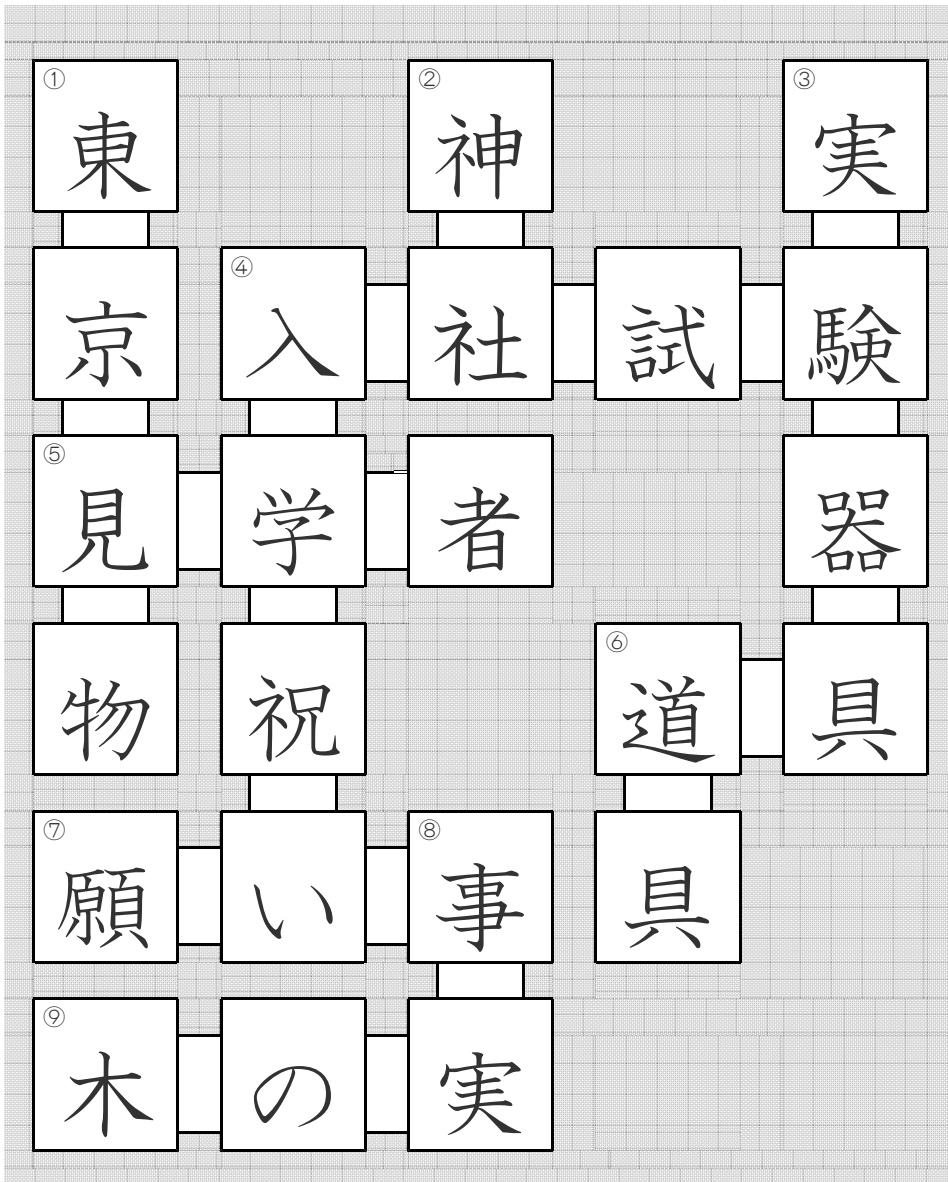 ① 東 ② 神 ③ 実
京 ④ 入 社 試 験
⑤ 見 学 者 器
物 祝 ⑥ 道 具
⑦ 願 い ⑧ 事 具
⑨ 木 の 実